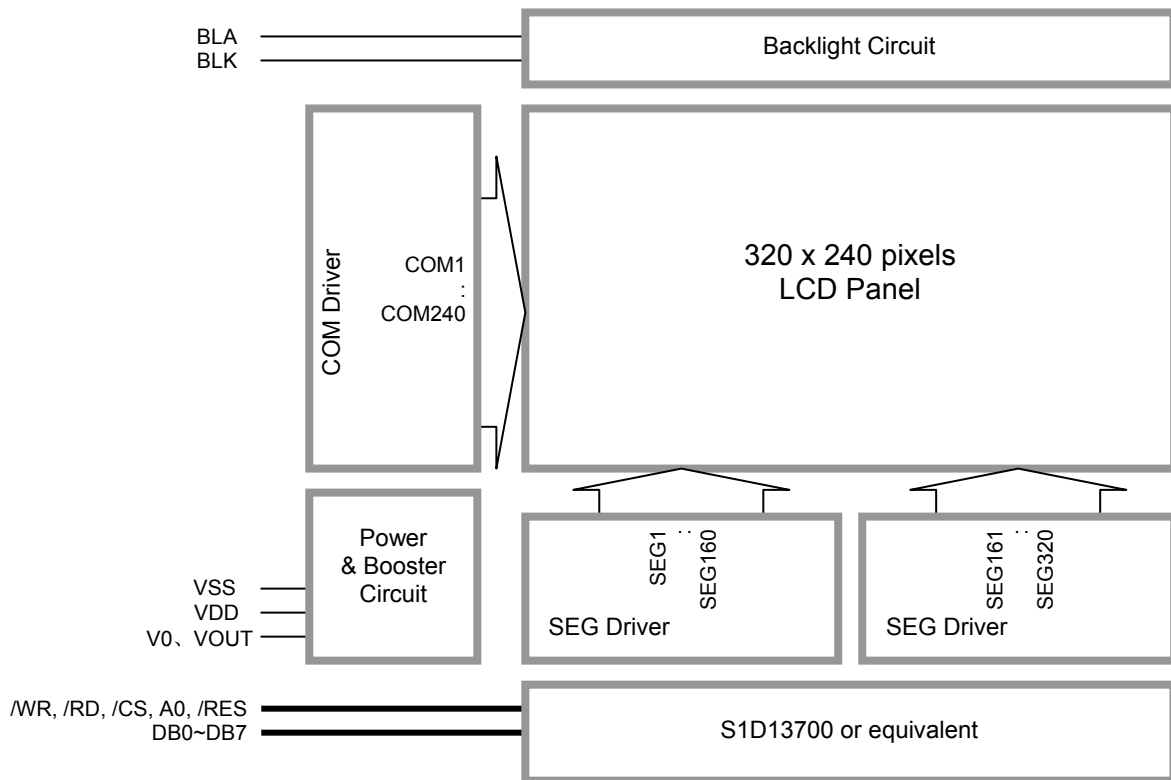 BLA
BLK
Backlight Circuit
COM Driver
COM1
..
COM240
320 x 240 pixels
LCD Panel
Power
& Booster
Circuit
VSS
VDD
V0、VOUT
SEG1
..
SEG160
SEG Driver
SEG161
..
SEG320
SEG Driver
/WR, /RD, /CS, A0, /RES
DB0~DB7
S1D13700 or equivalent